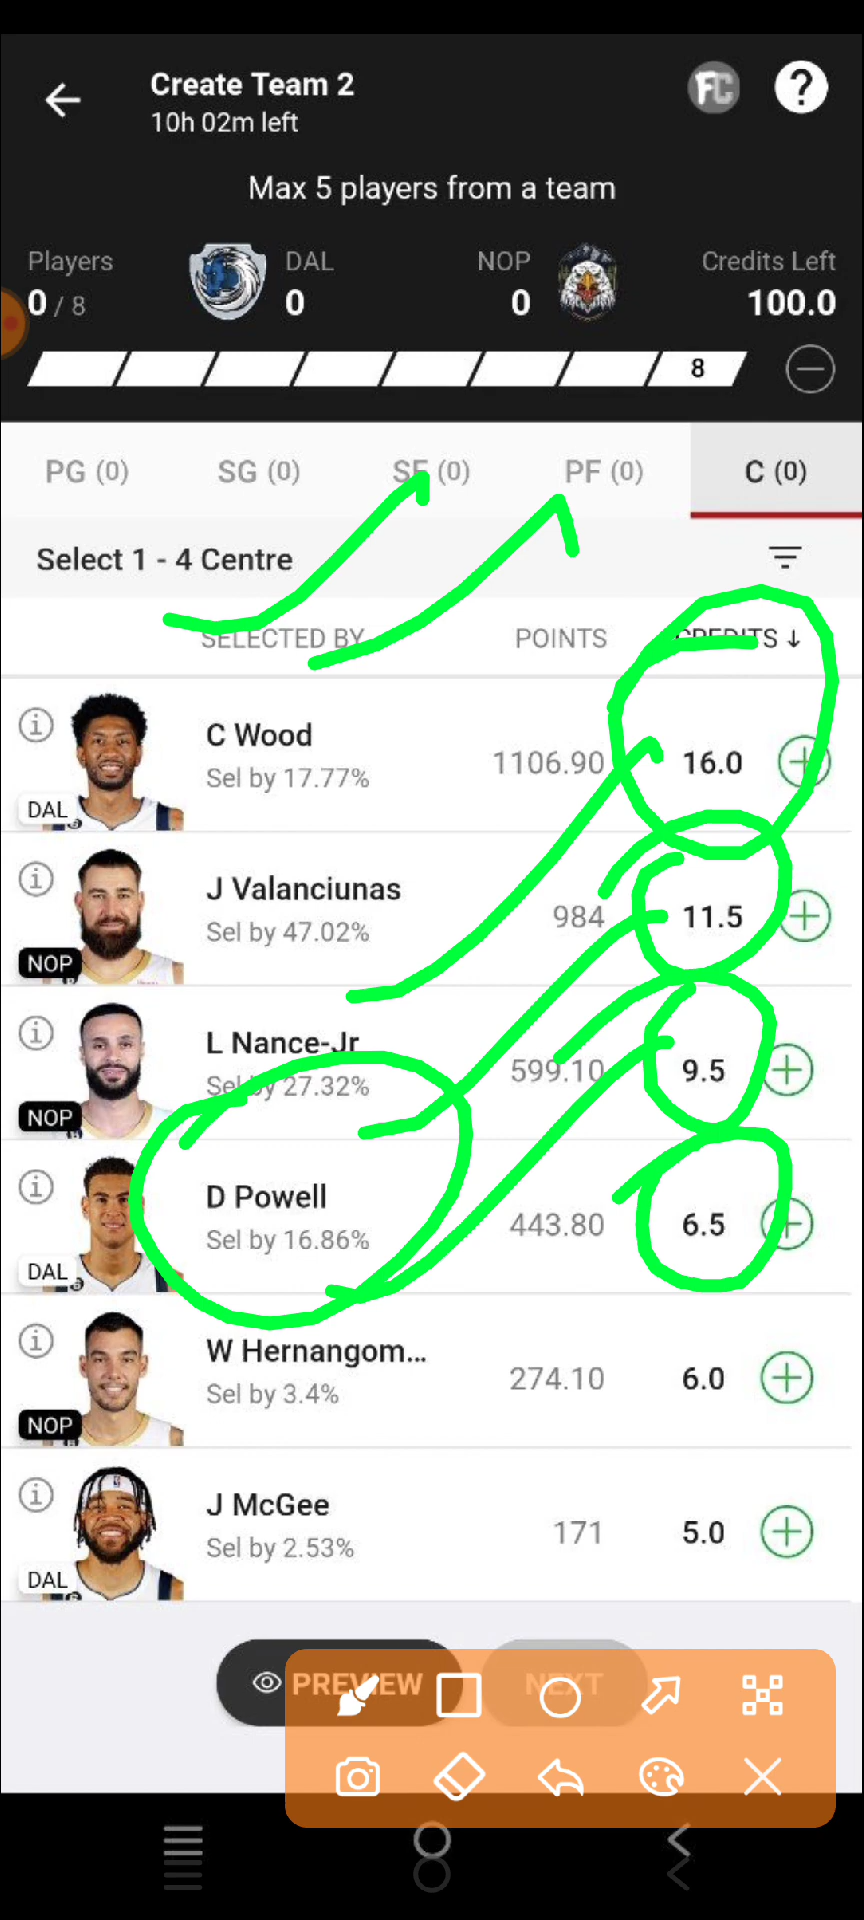 Create Team 2
10h 02m left
FC ?
Max 5 players from a team
Players DAL NOP Credits Left
0 / 8 0 0 100.0
8
PG (0) SG (0) SF (0) PF (0) C (0)
Select 1 - 4 Centre
SELECTED BY POINTS CREDITS ↓
C Wood
Sel by 17.77% 1106.90 16.0
DAL
J Valanciunas
Sel by 47.02% 984 11.5
NOP
L Nance-Jr
Sel by 27.32% 599.10 9.5
NOP
D Powell
Sel by 16.86% 443.80 6.5
DAL
W Hernangom...
Sel by 3.4% 274.10 6.0
NOP
J McGee
Sel by 2.53% 171 5.0
DAL
PREVIEW NEXT